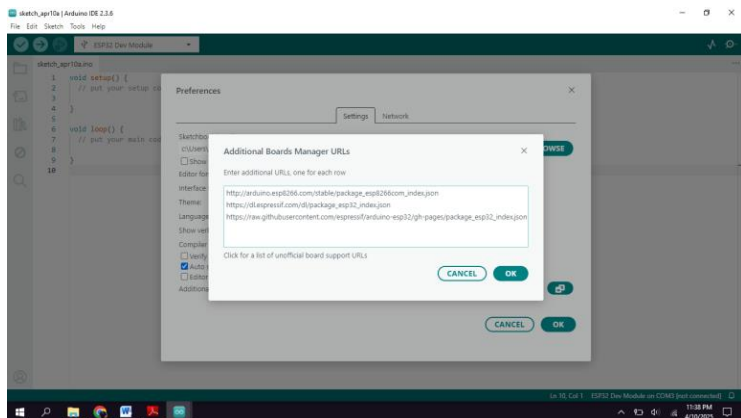 sketch_apr10a | Arduino IDE 2.3.6
File Edit Sketch Tools Help
ESP32 Dev Module
sketch_apr10a.ino
1 void setup() {
2 // put your setup co
3
4 }
5
6 void loop() {
7 // put your main cod
8
9 }
10
Preferences
Settings Network
Sketchbo
c:\Users\ OWSE
Show
Editor for
Interface
Theme:
Language
Show veri
Compiler
Verify
Auto
Editor
Additiona
Additional Boards Manager URLs
Enter additional URLs, one for each row
http://arduino.esp8266.com/stable/package_esp8266com_index.json
https://dl.espressif.com/dl/package_esp32_index.json
https://raw.githubusercontent.com/espressif/arduino-esp32/gh-pages/package_esp32_index.json
Click for a list of unofficial board support URLs
CANCEL OK
CANCEL OK
Ln 10, Col 1 ESP32 Dev Module on COM3 [not connected]
11:38 PM
4/10/2025